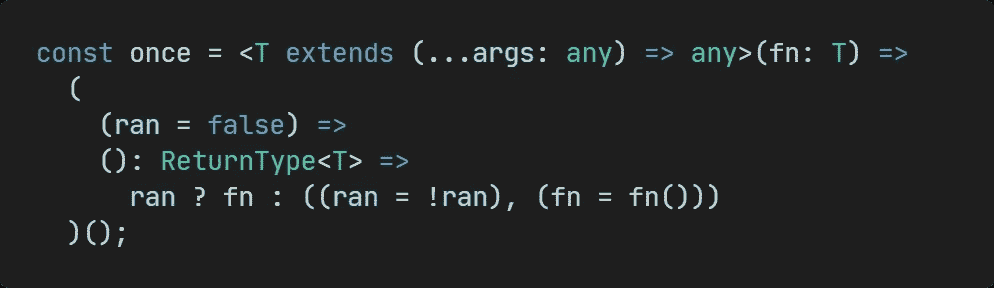 const once = <T extends (...args: any) => any>(fn: T) =>
  (
    (ran = false) =>
    (): ReturnType<T> =>
      ran ? fn : ((ran = !ran), (fn = fn()))
  )();